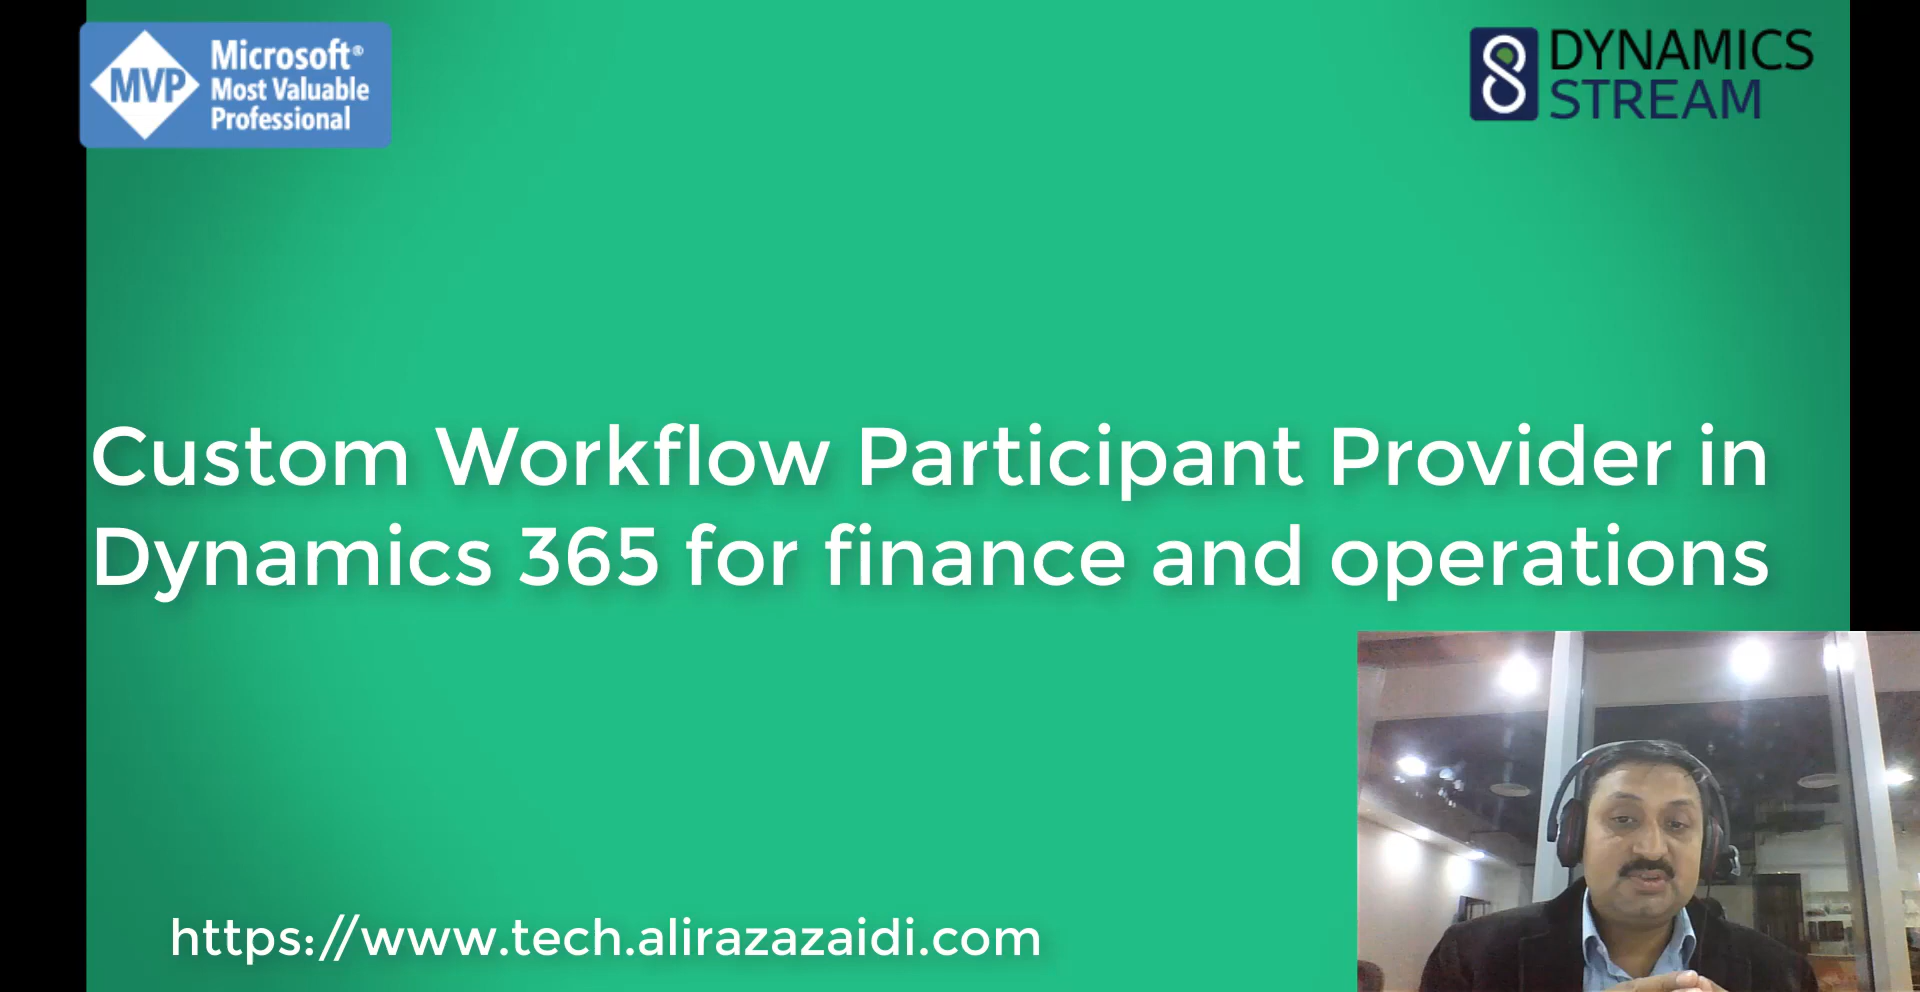 MVP
Microsoft®
Most Valuable
Professional
DYNAMICS
STREAM
Custom Workflow Participant Provider in
Dynamics 365 for finance and operations
https://www.tech.alirazazaidi.com